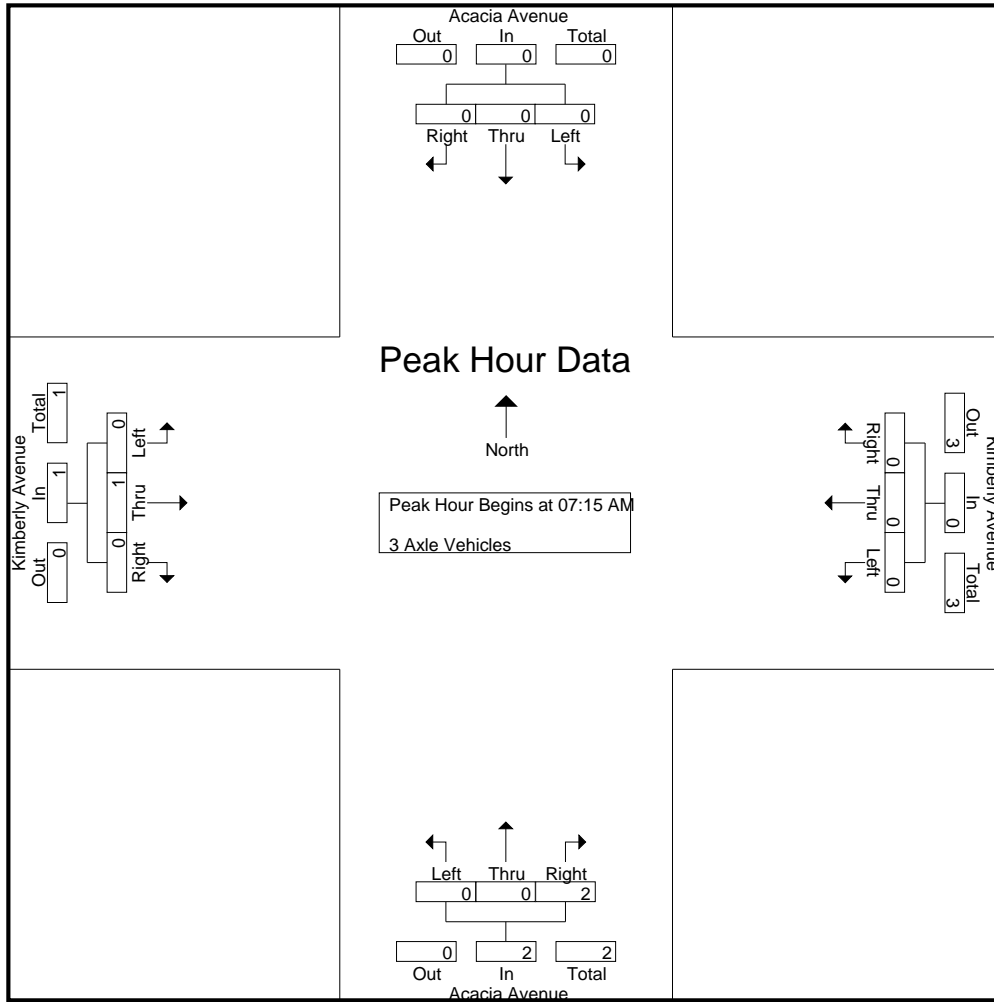 Acacia Avenue
Out In Total
0 0 0
0 0 0
Right Thru Left
Peak Hour Data
North
Peak Hour Begins at 07:15 AM
3 Axle Vehicles
Kimberly Avenue
Out In Total
0 1 1
Right Thru Left
0 1 0
Kimberly Avenue
Out In Total
3 0 3
Right Thru Left
0 0 0
Left Thru Right
0 0 2
0 2 2
Out In Total
Acacia Avenue